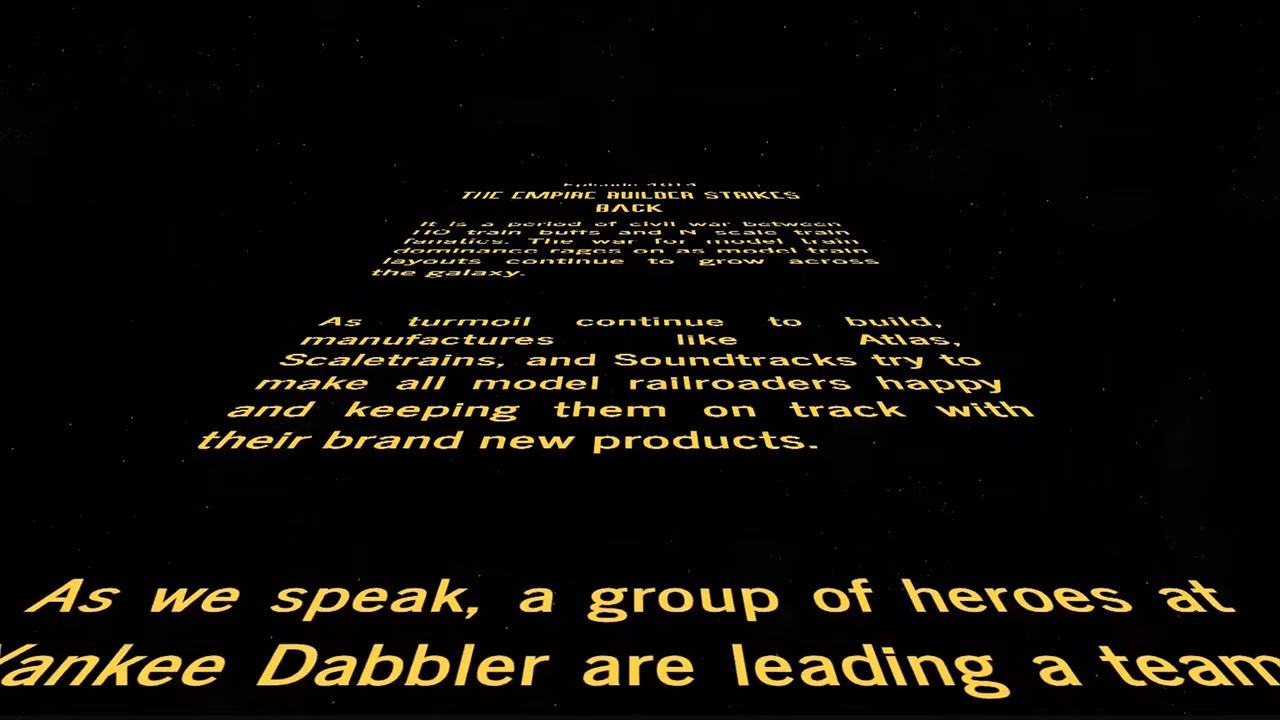 Episode 4014
THE EMPIRE BUILDER STRIKES
BACK
It is a period of civil war between
HO train buffs and N scale train
fanatics. The war for model train
dominance rages on as model train
layouts continue to grow across
the galaxy.
As turmoil continue to build,
manufactures like Atlas,
Scaletrains, and Soundtracks try to
make all model railroaders happy
and keeping them on track with
their brand new products.
As we speak, a group of heroes at
Yankee Dabbler are leading a team